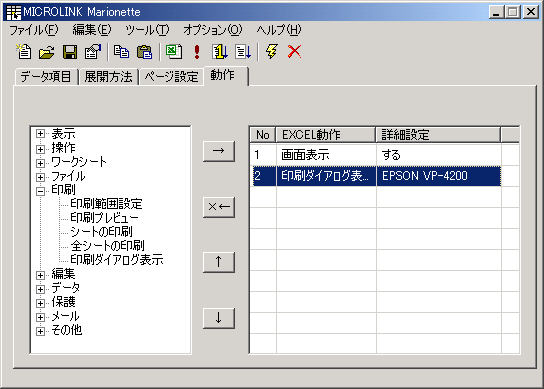 MICROLINK Marionette
ファイル(F) 編集(E) ツール(T) オプション(O) ヘルプ(H)
データ項目 展開方法 ページ設定 動作
表示
操作
ワークシート
ファイル
印刷
印刷範囲設定
印刷プレビュー
シートの印刷
全シートの印刷
印刷ダイアログ表示
編集
データ
保護
メール
その他
→
×←
↑
↓
No EXCEL動作 詳細設定
1 画面表示 する
2 印刷ダイアログ表... EPSON VP-4200